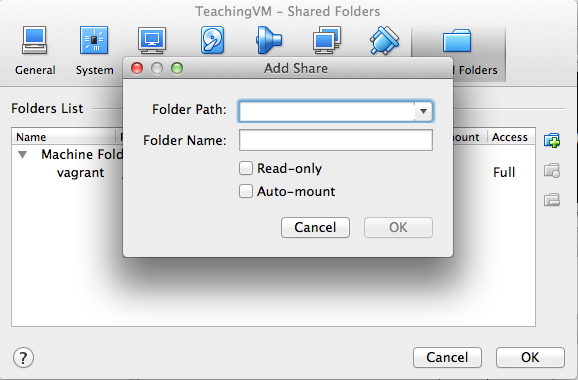 TeachingVM – Shared Folders
General
System
Folders
Add Share
Folder Path:
Folder Name:
Read-only
Auto-mount
Cancel
OK
Folders List
Name
Access
Machine Fold
vagrant
Full
?
Cancel
OK